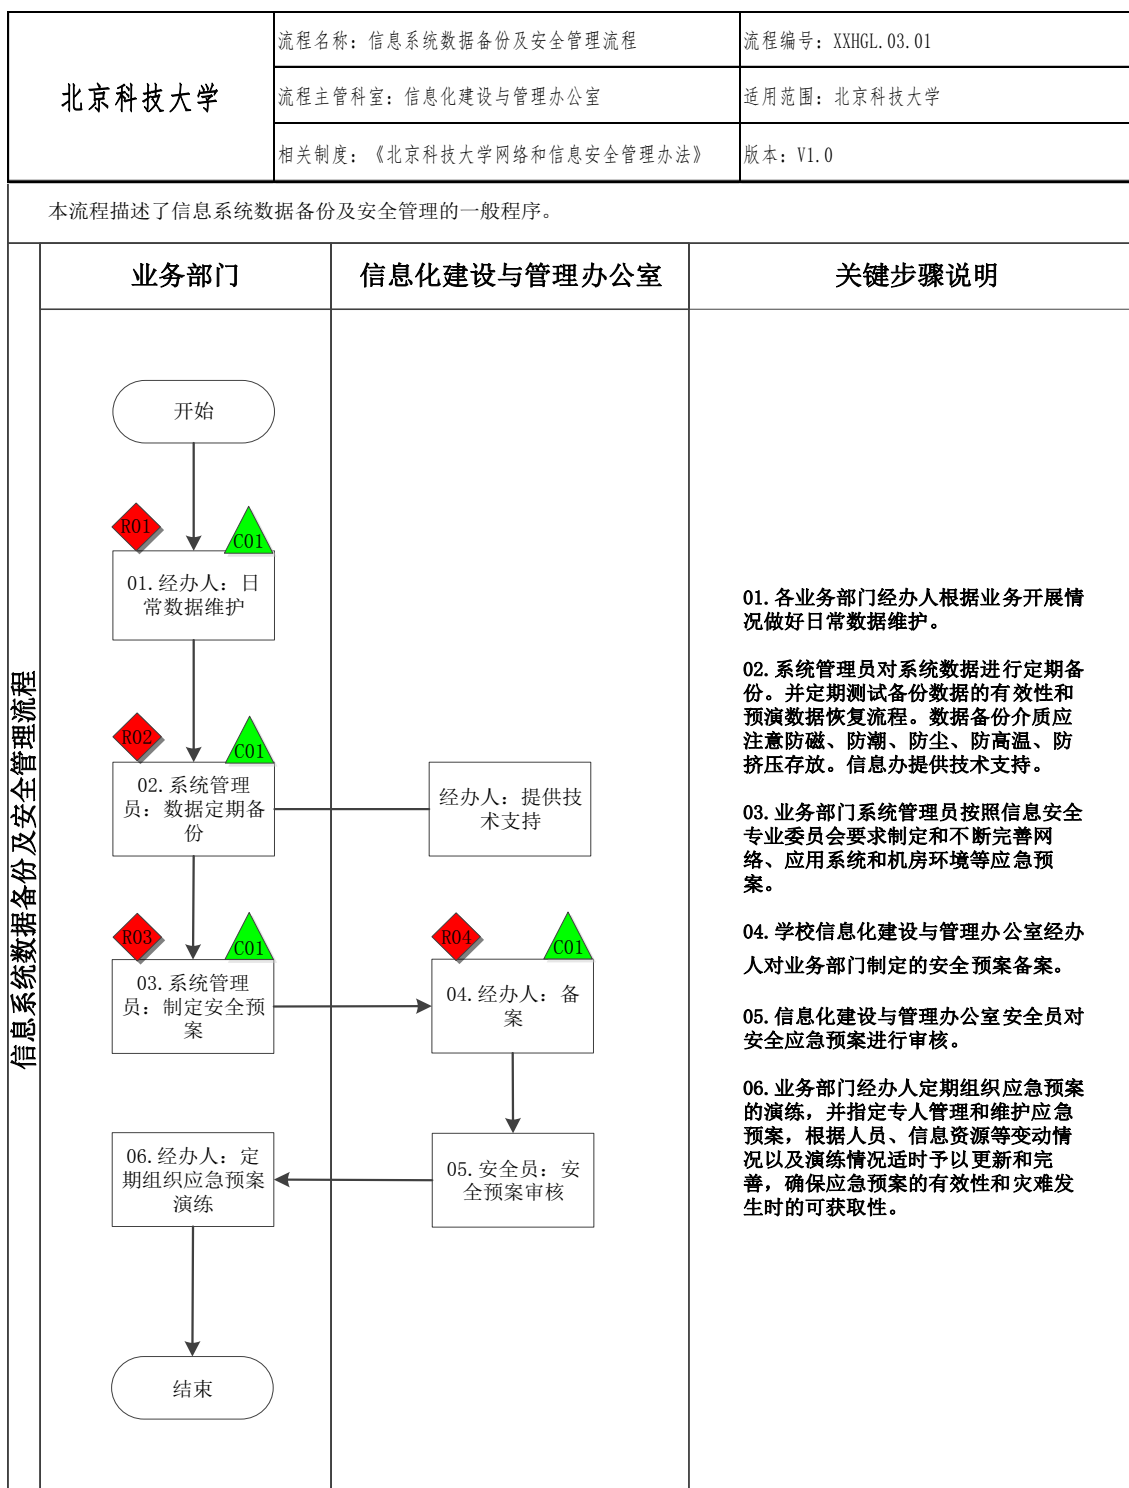 北京科技大学
流程名称：信息系统数据备份及安全管理流程
流程编号：XXHGL.03.01
流程主管科室：信息化建设与管理办公室
适用范围：北京科技大学
相关制度：《北京科技大学网络和信息安全管理办法》
版本：V1.0
本流程描述了信息系统数据备份及安全管理的一般程序。
信息系统数据备份及安全管理流程
业务部门
信息化建设与管理办公室
关键步骤说明
开始
R01
C01
01.经办人：日
常数据维护
R02
C01
02.系统管理
员：数据定期备
份
经办人：提供技
术支持
R03
C01
03.系统管理
员：制定安全预
案
R04
C01
04.经办人：备
案
05.安全员：安
全预案审核
06.经办人：定
期组织应急预案
演练
结束
01.各业务部门经办人根据业务开展情
况做好日常数据维护。
02.系统管理员对系统数据进行定期备
份。并定期测试备份数据的有效性和
预演数据恢复流程。数据备份介质应
注意防磁、防潮、防尘、防高温、防
挤压存放。信息办提供技术支持。
03.业务部门系统管理员按照信息安全
专业委员会要求制定和不断完善网
络、应用系统和机房环境等应急预
案。
04.学校信息化建设与管理办公室经办
人对业务部门制定的安全预案备案。
05.信息化建设与管理办公室安全员对
安全应急预案进行审核。
06.业务部门经办人定期组织应急预案
的演练，并指定专人管理和维护应急
预案，根据人员、信息资源等变动情
况以及演练情况适时予以更新和完
善，确保应急预案的有效性和灾难发
生时的可获取性。